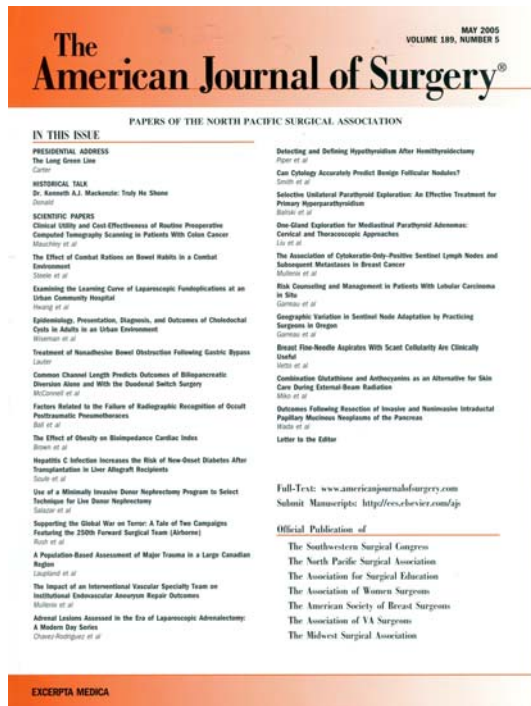 MAY 2005
VOLUME 189, NUMBER 5
The
American Journal of Surgery®
PAPERS OF THE NORTH PACIFIC SURGICAL ASSOCIATION
IN THIS ISSUE
PRESIDENTIAL ADDRESS
The Long Green Line
Carter
HISTORICAL TALK
Dr. Kenneth A.J. Mackenzie: Truly He Shone
Donald
SCIENTIFIC PAPERS
Clinical Utility and Cost-Effectiveness of Routine Preoperative
Computed Tomography Scanning in Patients With Colon Cancer
Mauchley et al
The Effect of Combat Rations on Bowel Habits in a Combat
Environment
Steele et al
Examining the Learning Curve of Laparoscopic Fundoplications at an
Urban Community Hospital
Hwang et al
Epidemiology, Presentation, Diagnosis, and Outcomes of Choledochal
Cysts in Adults in an Urban Environment
Wiseman et al
Treatment of Nonadhesive Bowel Obstruction Following Gastric Bypass
Lauter
Common Channel Length Predicts Outcomes of Biliopancreatic
Diversion Alone and With the Duodenal Switch Surgery
McConnell et al
Factors Related to the Failure of Radiographic Recognition of Occult
Posttraumatic Pneumothoraces
Ball et al
The Effect of Obesity on Bioimpedance Cardiac Index
Brown et al
Hepatitis C Infection Increases the Risk of New-Onset Diabetes After
Transplantation in Liver Allograft Recipients
Soule et al
Use of a Minimally Invasive Donor Nephrectomy Program to Select
Technique for Live Donor Nephrectomy
Salazar et al
Supporting the Global War on Terror: A Tale of Two Campaigns
Featuring the 250th Forward Surgical Team (Airborne)
Rush et al
A Population-Based Assessment of Major Trauma in a Large Canadian
Region
Laupland et al
The Impact of an Interventional Vascular Specialty Team on
Institutional Endovascular Aneurysm Repair Outcomes
Mullenix et al
Adrenal Lesions Assessed in the Era of Laparoscopic Adrenalectomy:
A Modern Day Series
Chavez-Rodriguez et al
Detecting and Defining Hypothyroidism After Hemithyroidectomy
Piper et al
Can Cytology Accurately Predict Benign Follicular Nodules?
Smith et al
Selective Unilateral Parathyroid Exploration: An Effective Treatment for
Primary Hyperparathyroidism
Baliski et al
One-Gland Exploration for Mediastinal Parathyroid Adenomas:
Cervical and Thoracoscopic Approaches
Liu et al
The Association of Cytokeratin-Only–Positive Sentinel Lymph Nodes and
Subsequent Metastases in Breast Cancer
Mullenix et al
Risk Counseling and Management in Patients With Lobular Carcinoma
in Situ
Garreau et al
Geographic Variation in Sentinel Node Adaptation by Practicing
Surgeons in Oregon
Garreau et al
Breast Fine-Needle Aspirates With Scant Cellularity Are Clinically
Useful
Vetto et al
Combination Glutathione and Anthocyanins as an Alternative for Skin
Care During External-Beam Radiation
Miko et al
Outcomes Following Resection of Invasive and Noninvasive Intraductal
Papillary Mucinous Neoplasms of the Pancreas
Wada et al
Letter to the Editor
Full-Text: www.americanjournalofsurgery.com
Submit Manuscripts: http://ees.elsevier.com/ajs
Official Publication of
The Southwestern Surgical Congress
The North Pacific Surgical Association
The Association for Surgical Education
The Association of Women Surgeons
The American Society of Breast Surgeons
The Association of VA Surgeons
The Midwest Surgical Association
EXCERPTA MEDICA